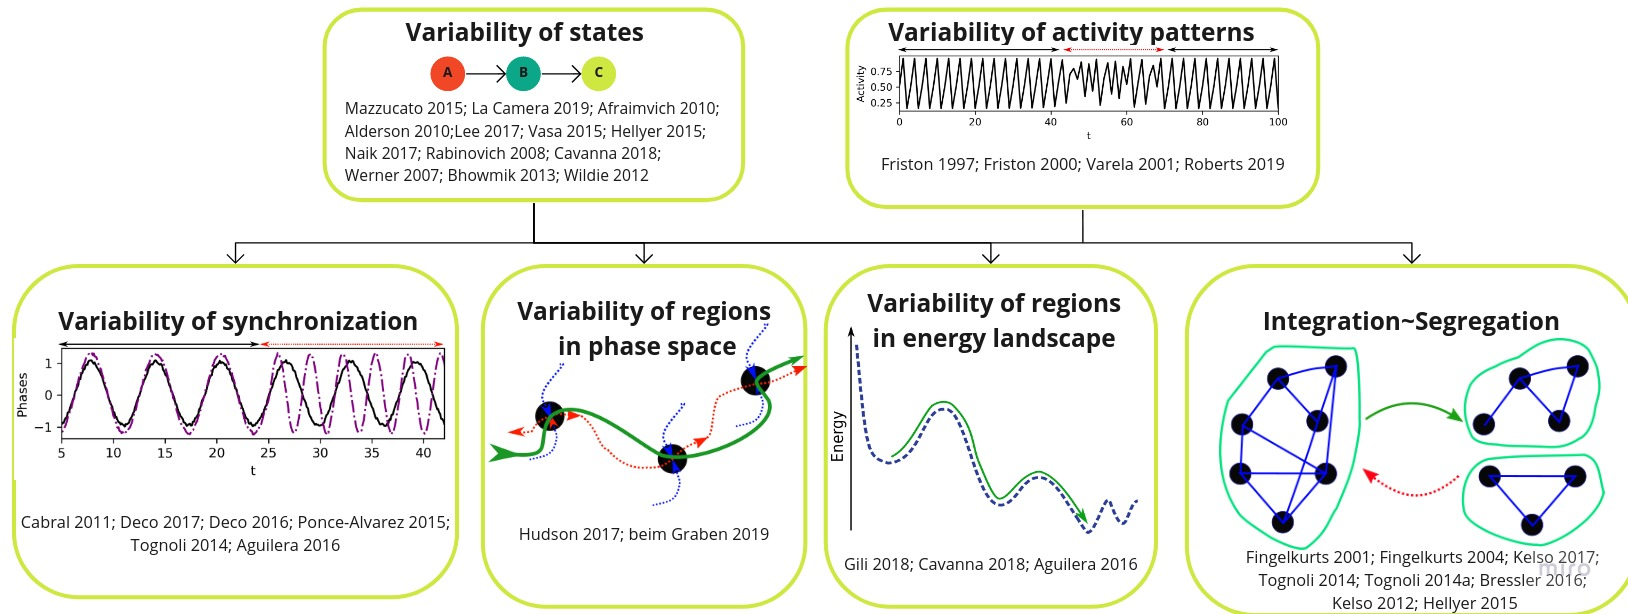 Variability of states
A B C
Mazzucato 2015; La Camera 2019; Afraimvich 2010;
Alderson 2010;Lee 2017; Vasa 2015; Hellyer 2015;
Naik 2017; Rabinovich 2008; Cavanna 2018;
Werner 2007; Bhowmik 2013; Wildie 2012
Variability of activity patterns
Activity
0.75
0.50
0.25
0 20 40 60 80 100
t
Friston 1997; Friston 2000; Varela 2001; Roberts 2019
Variability of synchronization
Phases
1
0
−1
5 10 15 20 25 30 35 40
t
Cabral 2011; Deco 2017; Deco 2016; Ponce-Alvarez 2015;
Tognoli 2014; Aguilera 2016
Variability of regions
in phase space
Hudson 2017; beim Graben 2019
Variability of regions
in energy landscape
Energy
Gili 2018; Cavanna 2018; Aguilera 2016
Integration~Segregation
Fingelkurts 2001; Fingelkurts 2004; Kelso 2017;
Tognoli 2014; Tognoli 2014a; Bressler 2016;
Kelso 2012; Hellyer 2015
miro